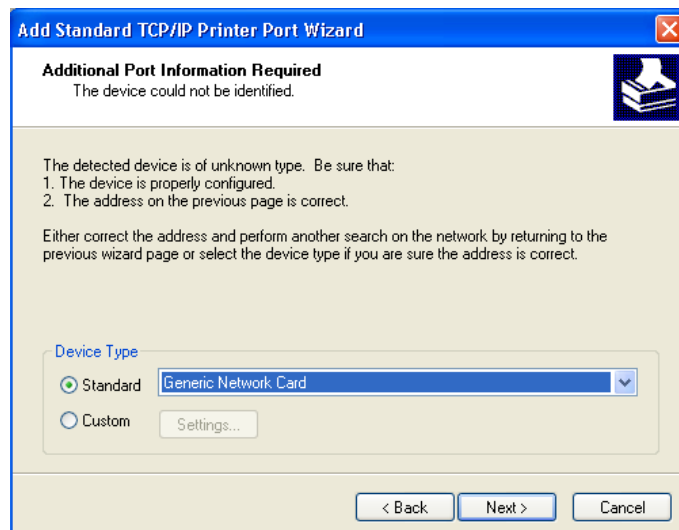 Add Standard TCP/IP Printer Port Wizard
Additional Port Information Required
The device could not be identified.
The detected device is of unknown type.  Be sure that:
1. The device is properly configured.
2.  The address on the previous page is correct.
Either correct the address and perform another search on the network by returning to the
previous wizard page or select the device type if you are sure the address is correct.
Device Type
Standard
Generic Network Card
Custom
Settings...
< Back
Next >
Cancel